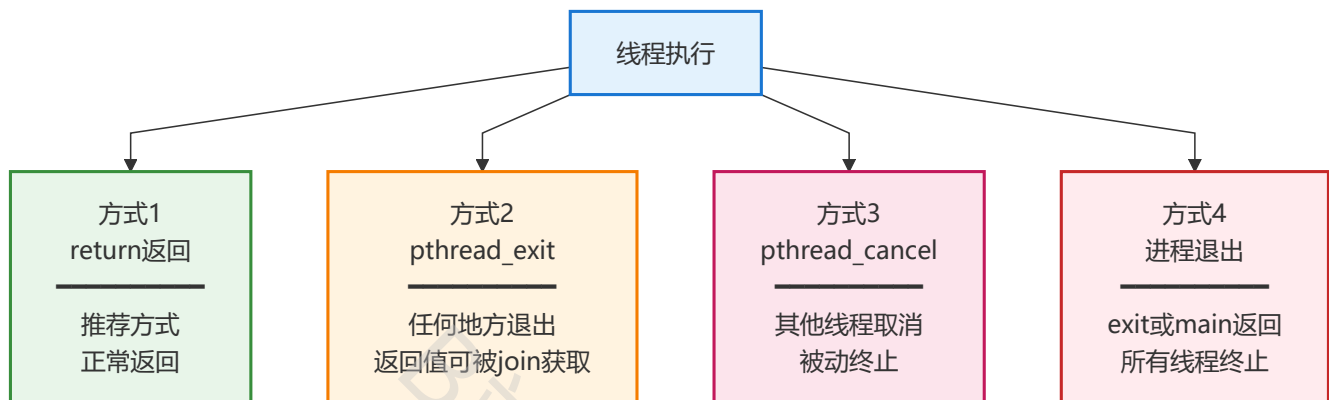 线程执行
方式1
return返回
推荐方式
正常返回
方式2
pthread_exit
任何地方退出
返回值可被join获取
方式3
pthread_cancel
其他线程取消
被动终止
方式4
进程退出
exit或main返回
所有线程终止